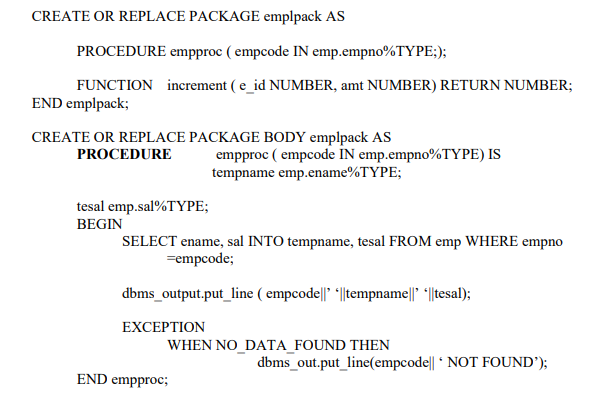 CREATE OR REPLACE PACKAGE emplpack AS
PROCEDURE empproc ( empcode IN emp.empno%TYPE;);
FUNCTION increment ( e_id NUMBER, amt NUMBER) RETURN NUMBER;
END emplpack;
CREATE OR REPLACE PACKAGE BODY emplpack AS
PROCEDURE empproc ( empcode IN emp.empno%TYPE) IS
tempname emp.ename%TYPE;
tesal emp.sal%TYPE;
BEGIN
SELECT ename, sal INTO tempname, tesal FROM emp WHERE empno
=empcode;
dbms_output.put_line ( empcode||’ ‘||tempname||’ ‘||tesal);
EXCEPTION
WHEN NO_DATA_FOUND THEN
dbms_out.put_line(empcode|| ‘ NOT FOUND’);
END empproc;